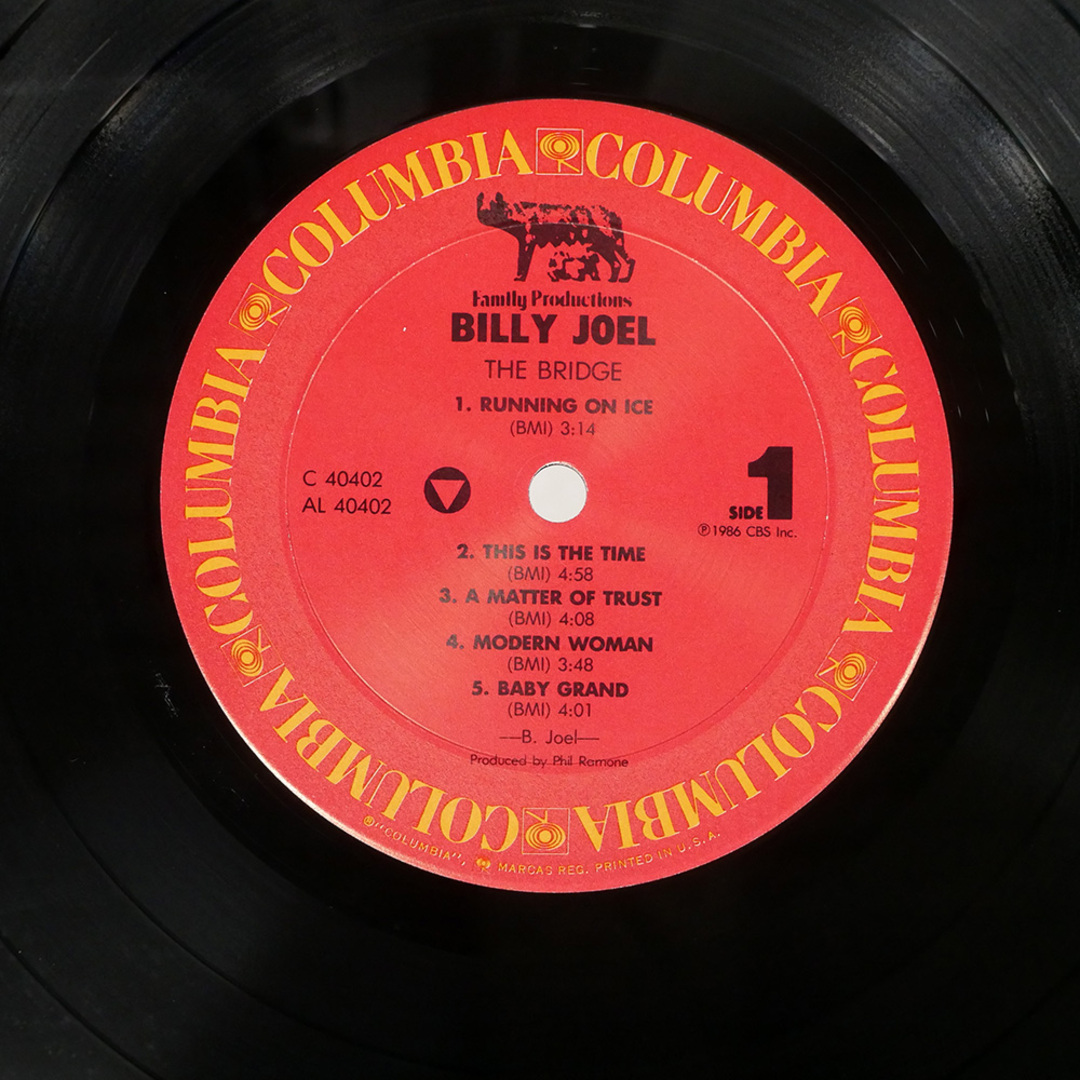 COLUMBIA COLUMBIA COLUMBIA COLUMBIA COLUMBIA COLUMBIA
Family Productions
BILLY JOEL
THE BRIDGE
1. RUNNING ON ICE
(BMI) 3:14
C 40402
AL 40402
SIDE 1
℗ 1986 CBS Inc.
2. THIS IS THE TIME
(BMI) 4:58
3. A MATTER OF TRUST
(BMI) 4:08
4. MODERN WOMAN
(BMI) 3:48
5. BABY GRAND
(BMI) 4:01
—B. Joel—
Produced by Phil Ramone
® "COLUMBIA", MARCAS REG. PRINTED IN U.S.A.